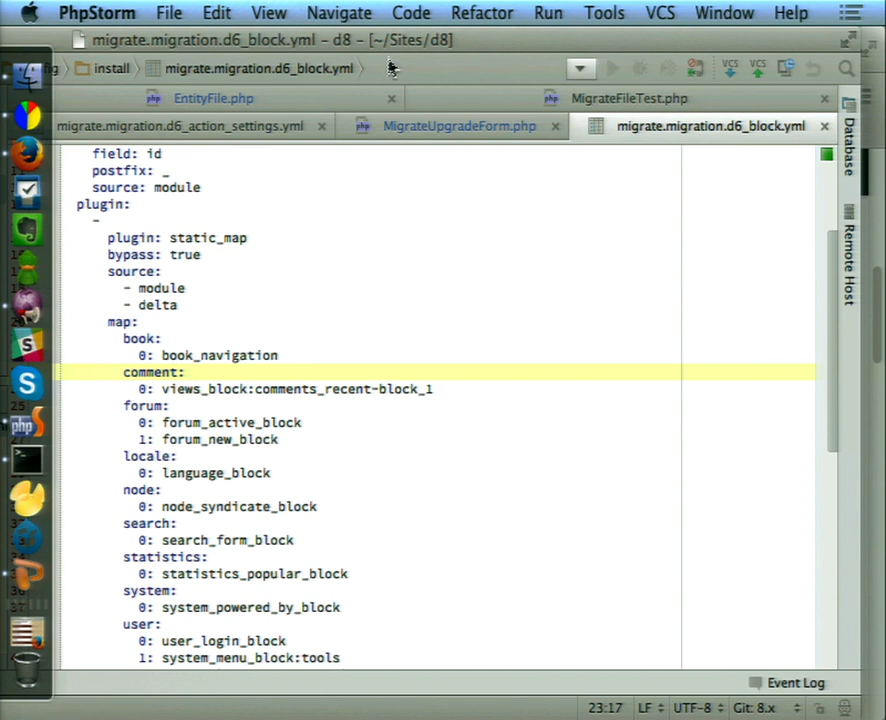 PhpStorm File Edit View Navigate Code Refactor Run Tools VCS Window Help
migrate.migration.d6_block.yml – d8 – [~/Sites/d8]
install migrate.migration.d6_block.yml
VCS VCS
EntityFile.php MigrateFileTest.php
migrate.migration.d6_action_settings.yml MigrateUpgradeForm.php migrate.migration.d6_block.yml
field: id
postfix: _
source: module
plugin:
-
plugin: static_map
bypass: true
source:
- module
- delta
map:
book:
0: book_navigation
comment:
0: views_block:comments_recent-block_1
forum:
0: forum_active_block
1: forum_new_block
locale:
0: language_block
node:
0: node_syndicate_block
search:
0: search_form_block
statistics:
0: statistics_popular_block
system:
0: system_powered_by_block
user:
0: user_login_block
1: system_menu_block:tools
Database
Remote Host
Event Log
23:17 LF UTF-8 Git: 8.x